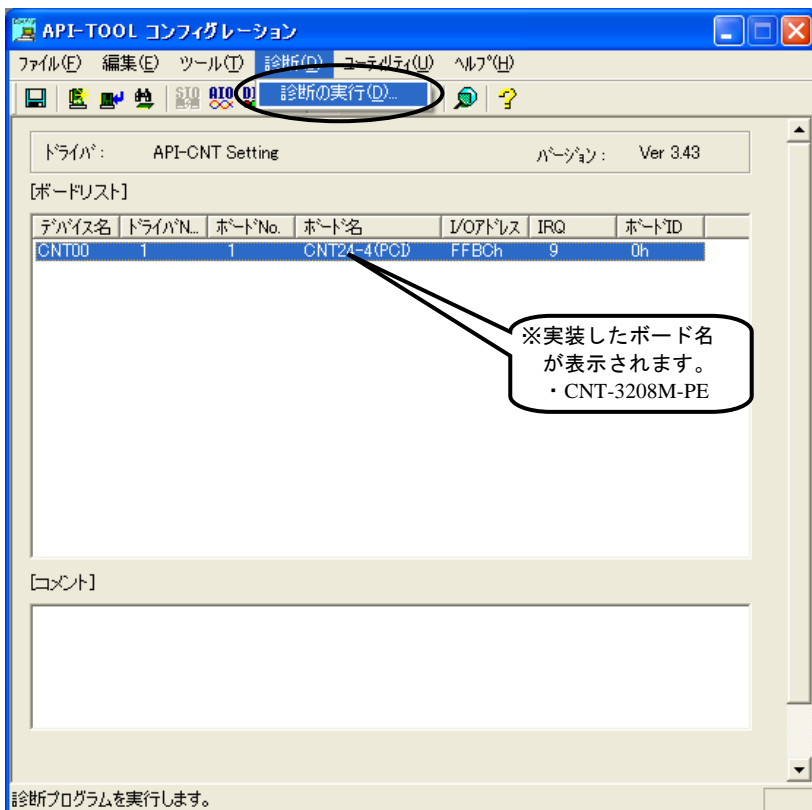 API-TOOL コンフィグレーション
ファイル(F) 編集(E) ツール(T) 診断(D) ユーティリティ(U) ヘルプ(H)
SIO AIO DI
診断の実行(D)...
ドライバ: API-CNT Setting バージョン: Ver 3.43
[ボードリスト]
デバイス名 ドライバN... ボードNo. ボード名 I/Oアドレス IRQ ボードID
CNT00 1 1 CNT24-4(PCI) FFBCh 9 0h
※実装したボード名
が表示されます。
・CNT-3208M-PE
[コメント]
診断プログラムを実行します。